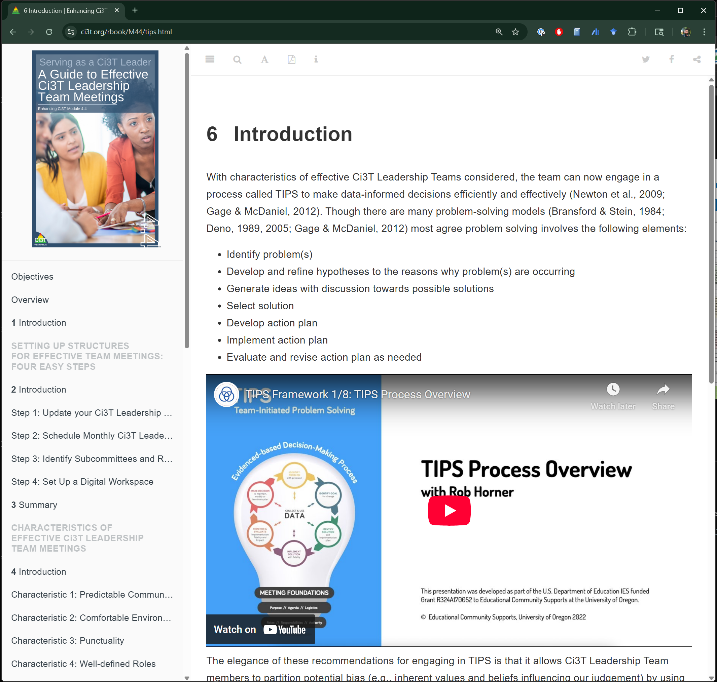 6 Introduction | Enhancing Ci3T
ci3t.org/rbook/M44/tips.html
Serving as a Ci3T Leader
A Guide to Effective
Ci3T Leadership
Team Meetings
Objectives
Overview
1 Introduction
SETTING UP STRUCTURES
FOR EFFECTIVE TEAM MEETINGS:
FOUR EASY STEPS
2 Introduction
Step 1: Update your Ci3T Leadership ...
Step 2: Schedule Monthly Ci3T Leade...
Step 3: Identify Subcommittees and R...
Step 4: Set Up a Digital Workspace
3 Summary
CHARACTERISTICS OF
EFFECTIVE CI3T LEADERSHIP
TEAM MEETINGS
4 Introduction
Characteristic 1: Predictable Commun...
Characteristic 2: Comfortable Environ...
Characteristic 3: Punctuality
Characteristic 4: Well-defined Roles
6 Introduction
With characteristics of effective Ci3T Leadership Teams considered, the team can now engage in a
process called TIPS to make data-informed decisions efficiently and effectively (Newton et al., 2009;
Gage & McDaniel, 2012). Though there are many problem-solving models (Bransford & Stein, 1984;
Deno, 1989, 2005; Gage & McDaniel, 2012) most agree problem solving involves the following elements:
• Identify problem(s)
• Develop and refine hypotheses to the reasons why problem(s) are occurring
• Generate ideas with discussion towards possible solutions
• Select solution
• Develop action plan
• Implement action plan
• Evaluate and revise action plan as needed
TIPS
TIPS Framework 1/8: TIPS Process Overview
Watch later
Share
Team-Initiated Problem Solving
Evidenced-based Decision-Making Process
DATA
MEETING FOUNDATIONS
Purpose // Agenda // Logistics
TIPS Process Overview
with Rob Horner
This presentation was developed as part of the U.S. Department of Education IES funded
Grant R324A170052 to Educational Community Supports at the University of Oregon.
© Educational Community Supports, University of Oregon 2022
Watch on YouTube
The elegance of these recommendations for engaging in TIPS is that it allows Ci3T Leadership Team
members to partition potential bias (e.g., inherent values and beliefs influencing our judgement) by using